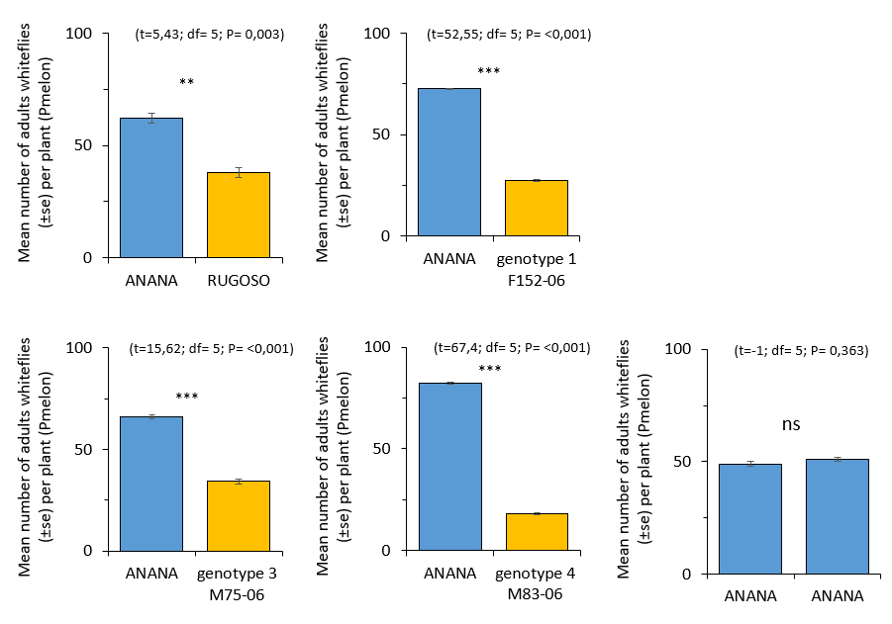 Mean number of adults whiteflies
(±se) per plant (Pmelon)
100
50
0
(t=5,43; df= 5; P= 0,003)
**
ANANA
RUGOSO
Mean number of adults whiteflies
(±se) per plant (Pmelon)
100
50
0
(t=52,55; df= 5; P= <0,001)
***
ANANA
genotype 1
F152-06
Mean number of adults whiteflies
(±se) per plant (Pmelon)
100
50
0
(t=15,62; df= 5; P= <0,001)
***
ANANA
genotype 3
M75-06
Mean number of adults whiteflies
(±se) per plant (Pmelon)
100
50
0
(t=67,4; df= 5; P= <0,001)
***
ANANA
genotype 4
M83-06
Mean number of adults whiteflies
(±se) per plant (Pmelon)
100
50
0
(t=-1; df= 5; P= 0,363)
ns
ANANA
ANANA